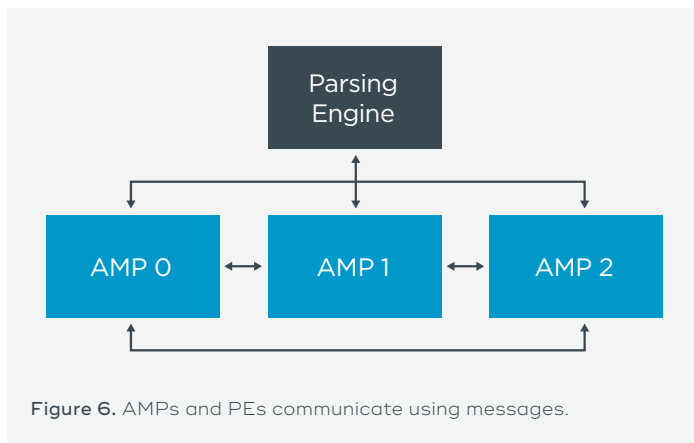 Parsing
Engine
AMP 0
AMP 1
AMP 2
Figure 6. AMPs and PEs communicate using messages.